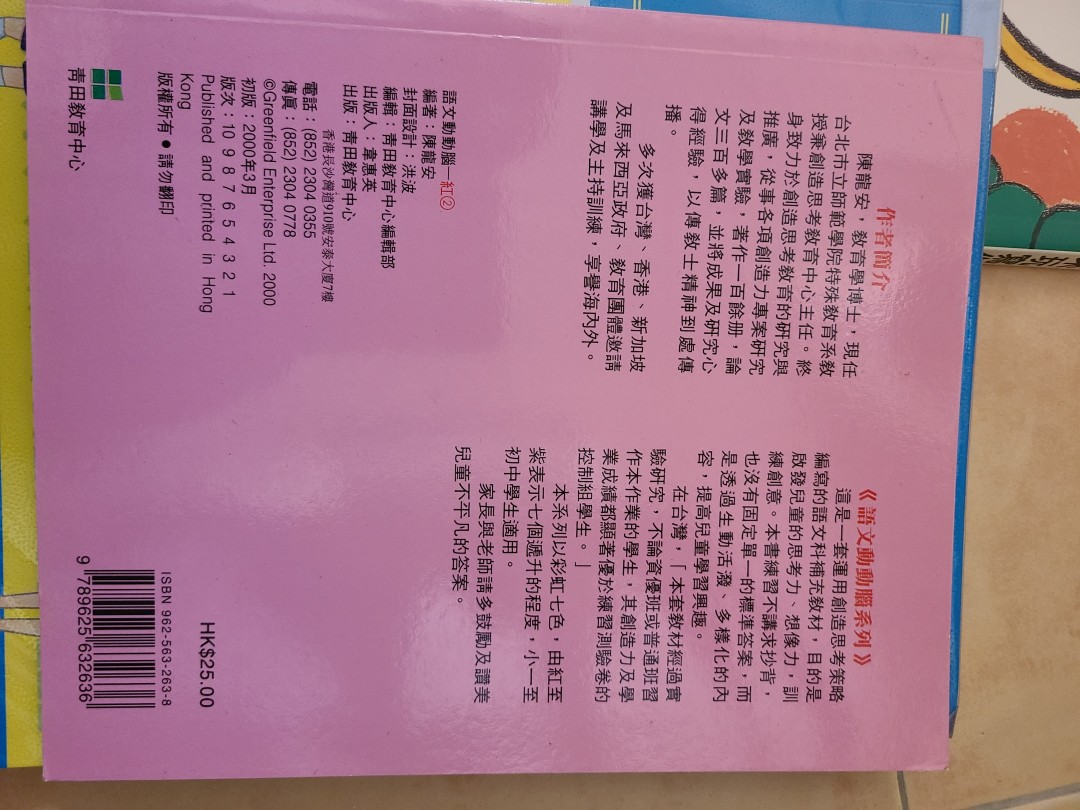 作者簡介
陳龍安，教育學博士，現任
台北市立師範學院特殊教育系教
授兼創造思考教育中心主任。終
身致力於創造思考教育的研究與
推廣，從事各項創造力專案研究
及教學實驗，著作一百餘册，論
文三百多篇，並將成果及研究心
得經驗，以傳教士精神到處傳
播。
多次獲台灣、香港、新加坡
及馬來西亞政府、教育團體邀請
講學及主持訓練，享譽海內外。
《語文動動腦系列》
這是一套運用創造思考策略
編寫的語文科補充教材，目的是
啟發兒童的思考力、想像力，訓
練創意。本書練習不講求抄背，
也沒有固定單一的標準答案，而
是透過生動活潑、多樣化的內
容，提高兒童學習興趣。
在台灣，「本套教材經過實
驗研究，不論資優班或普通班習
作本作業的學生，其創造力及學
業成績都顯著優於練習測驗卷的
控制組學生。」
本系列以彩虹七色，由紅至
紫表示七個遞升的程度，小一至
初中學生適用。
家長與老師請多鼓勵及讚美
兒童不平凡的答案。
語文動動腦—紅②
編著：陳龍安
封面設計：洪波
編輯：青田教育中心編輯部
出版人：韋惠英
出版：青田教育中心
香港長沙灣道910號安泰大廈7樓
電話：(852) 2304 0355
傳眞：(852) 2304 0778
©Greenfield Enterprise Ltd. 2000
初版：2000年3月
版次：10 9 8 7 6 5 4 3 2 1
Published and printed in Hong
Kong
版權所有●請勿翻印
青田教育中心
HK$25.00
ISBN 962-563-263-8
9 789625 632636